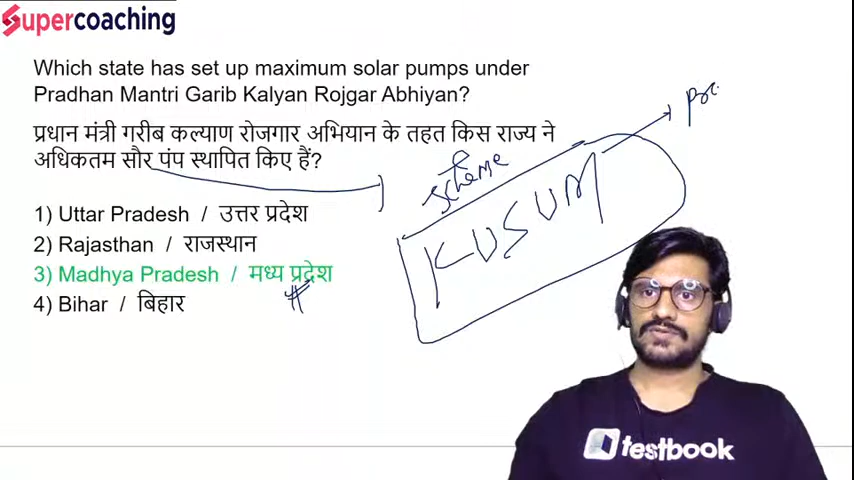 Supercoaching
Which state has set up maximum solar pumps under
Pradhan Mantri Garib Kalyan Rojgar Abhiyan?
प्रधान मंत्री गरीब कल्याण रोजगार अभियान के तहत किस राज्य ने
अधिकतम सौर पंप स्थापित किए हैं?
1) Uttar Pradesh / उत्तर प्रदेश
2) Rajasthan / राजस्थान
3) Madhya Pradesh / मध्य प्रदेश
4) Bihar / बिहार
scheme
KUSUM
testbook